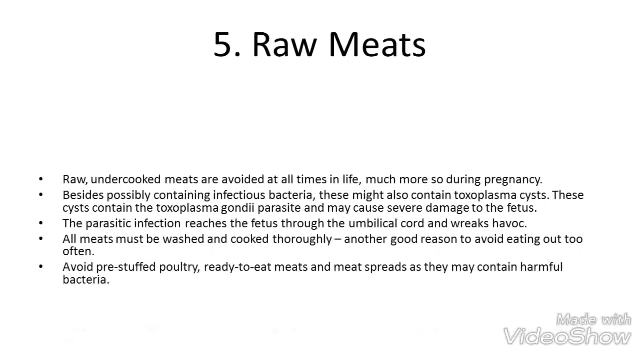 5. Raw Meats
• Raw, undercooked meats are avoided at all times in life, much more so during pregnancy.
• Besides possibly containing infectious bacteria, these might also contain toxoplasma cysts. These
cysts contain the toxoplasma gondii parasite and may cause severe damage to the fetus.
• The parasitic infection reaches the fetus through the umbilical cord and wreaks havoc.
• All meats must be washed and cooked thoroughly – another good reason to avoid eating out too
often.
• Avoid pre-stuffed poultry, ready-to-eat meats and meat spreads as they may contain harmful
bacteria.
Made with
VideoShow